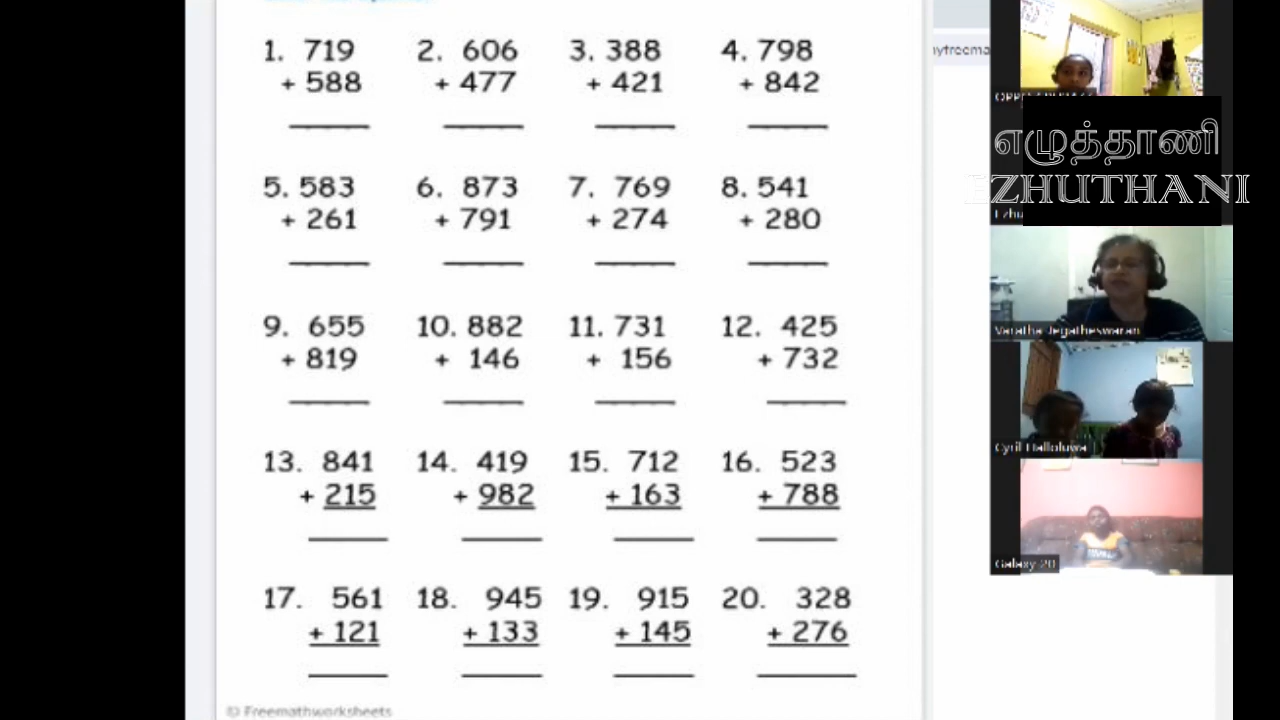 1. 719 2. 606 3. 388 4. 798
+ 588 + 477 + 421 + 842
5. 583 6. 873 7. 769 8. 541
+ 261 + 791 + 274 + 280
9. 655 10. 882 11. 731 12. 425
+ 819 + 146 + 156 + 732
13. 841 14. 419 15. 712 16. 523
+ 215 + 982 + 163 + 788
17. 561 18. 945 19. 915 20. 328
+ 121 + 133 + 145 + 276
© Freemathworksheets
எழுத்தாணி
EZHUTHANI
Varatha Jegatheswaran
Cyril Halloluwa
Galaxy 20